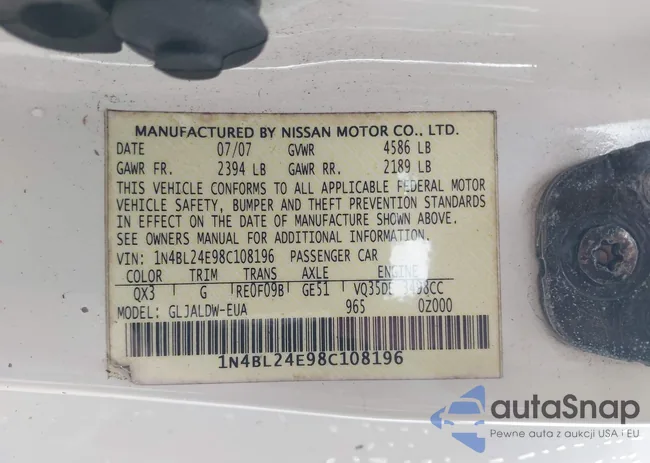 MANUFACTURED BY NISSAN MOTOR CO., LTD.
DATE 07/07 GVWR 4586 LB
GAWR FR. 2394 LB GAWR RR. 2189 LB
THIS VEHICLE CONFORMS TO ALL APPLICABLE FEDERAL MOTOR
VEHICLE SAFETY, BUMPER AND THEFT PREVENTION STANDARDS
IN EFFECT ON THE DATE OF MANUFACTURE SHOWN ABOVE.
SEE OWNERS MANUAL FOR ADDITIONAL INFORMATION.
VIN: 1N4BL24E98C108196 PASSENGER CAR
COLOR TRIM TRANS AXLE ENGINE
QX3 G RE0F09B GE51 VQ35DE 3498CC
MODEL: GLJALDW-EUA 965 0Z000
1N4BL24E98C108196
autaSnap
Pewne auta z aukcji USA i EU